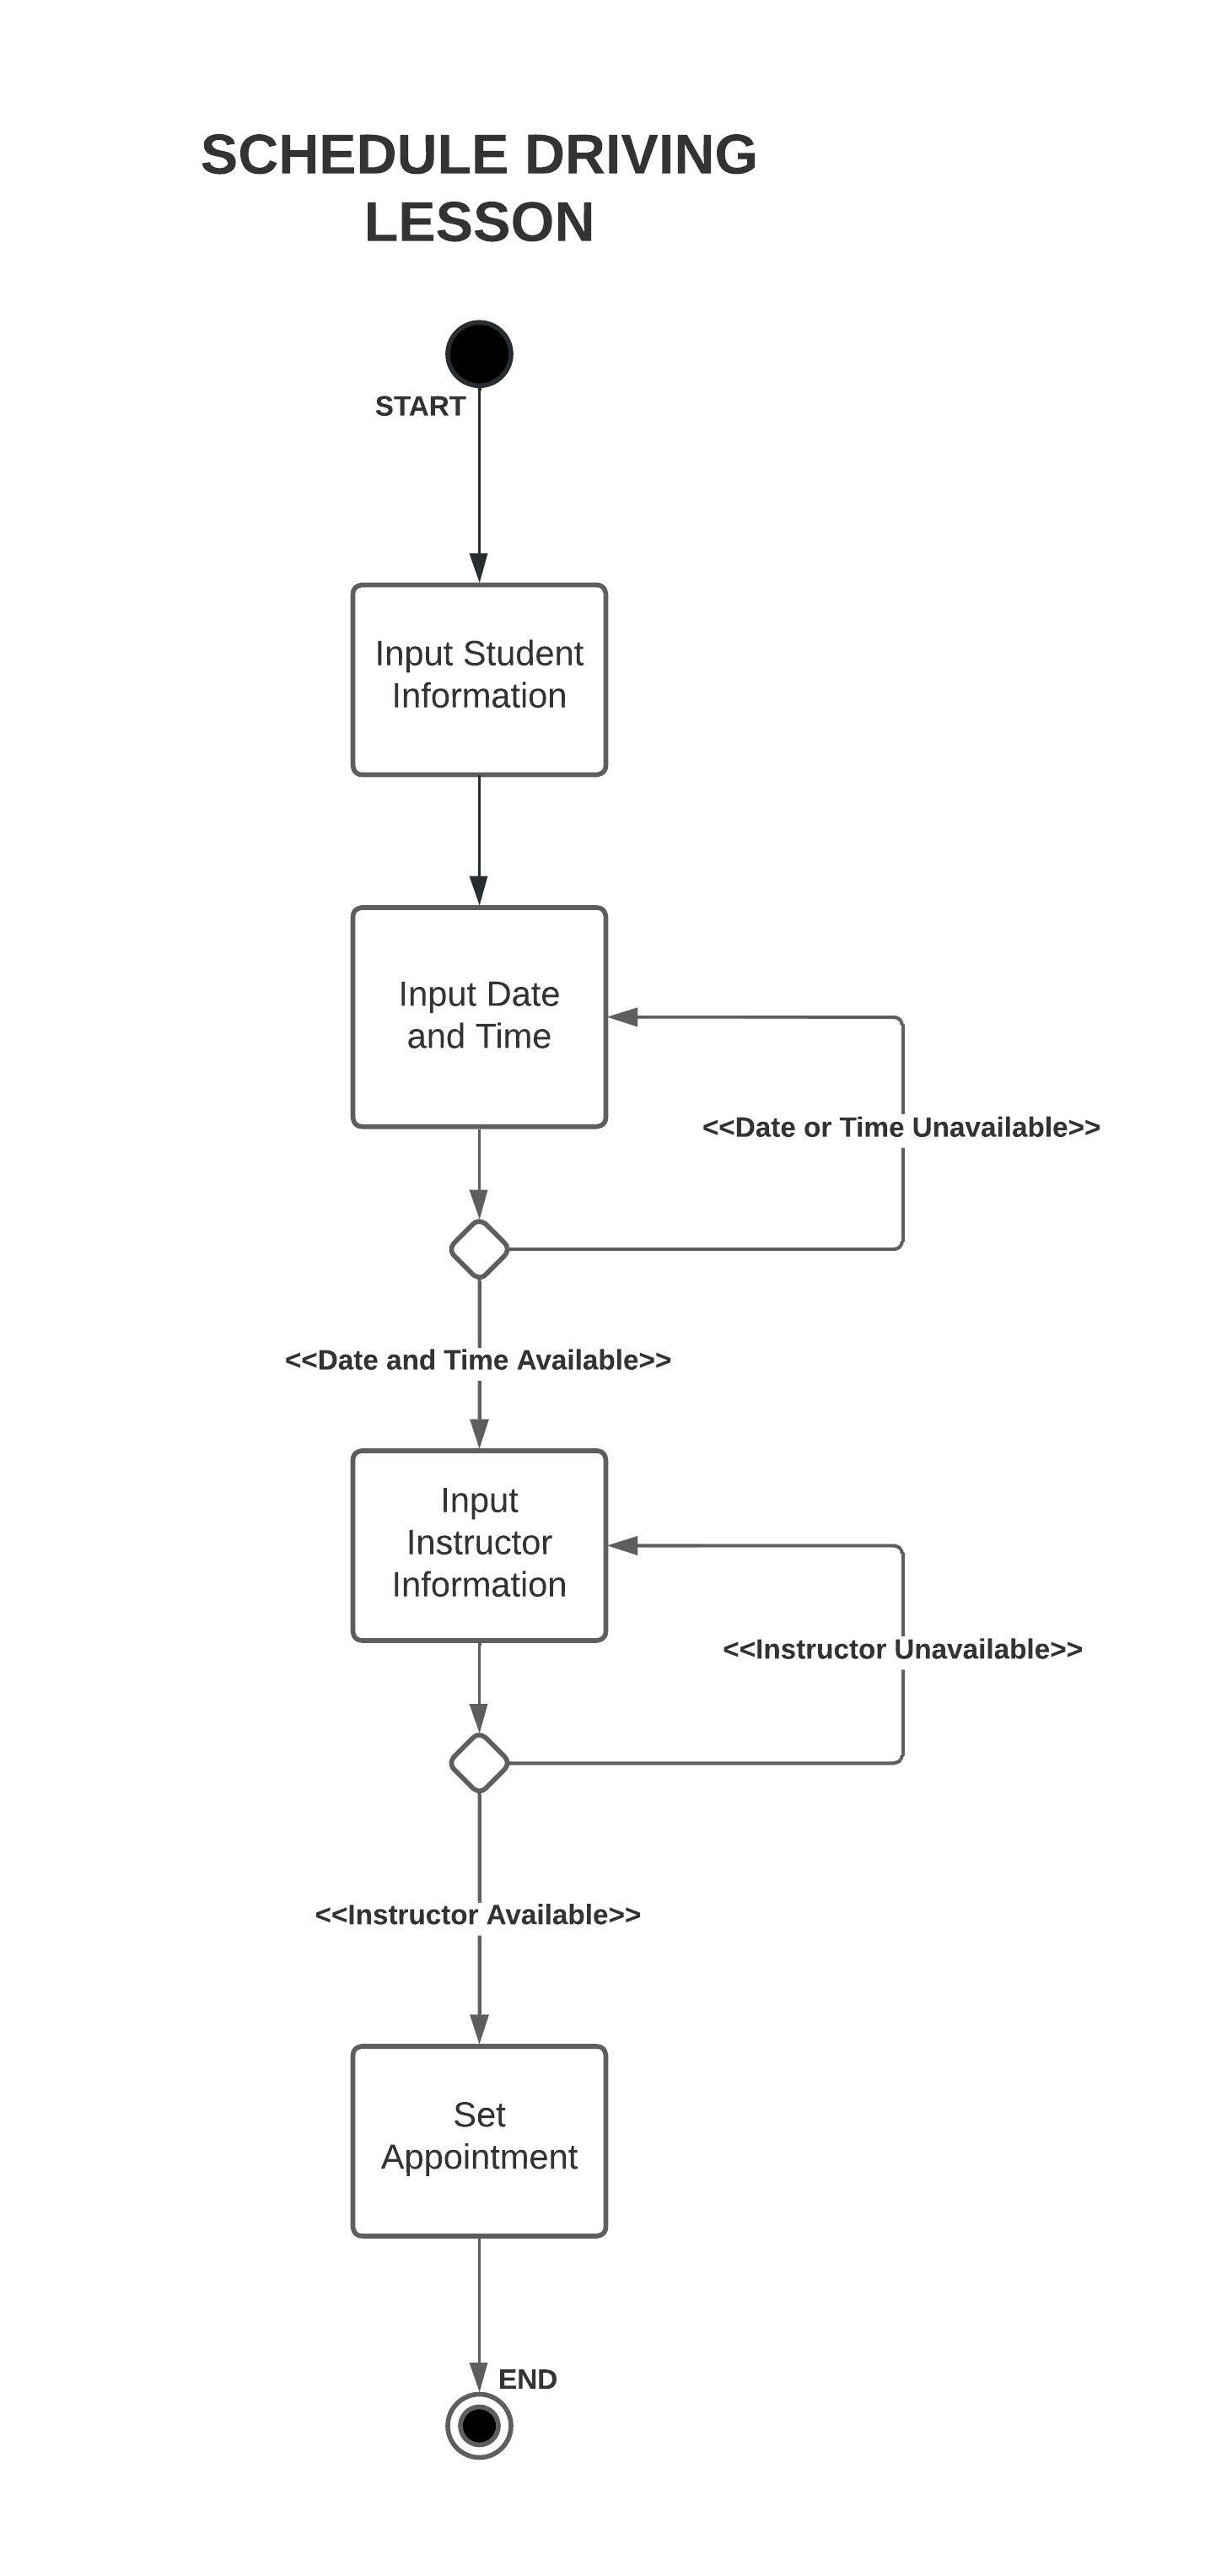 SCHEDULE DRIVING
LESSON
START
Input Student
Information
Input Date
and Time
<<Date or Time Unavailable>>
<<Date and Time Available>>
Input
Instructor
Information
<<Instructor Unavailable>>
<<Instructor Available>>
Set
Appointment
END